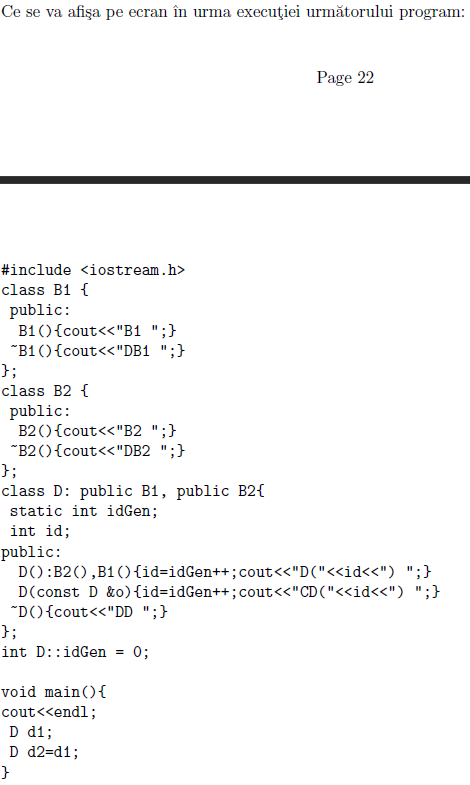 Ce se va afişa pe ecran în urma execuţiei următorului program:
Page 22
#include <iostream.h>
class B1 {
public:
B1(){cout<<"B1 ";}
~B1(){cout<<"DB1 ";}
};
class B2 {
public:
B2(){cout<<"B2 ";}
~B2(){cout<<"DB2 ";}
};
class D: public B1, public B2{
static int idGen;
int id;
public:
D():B2(),B1(){id=idGen++;cout<<"D("<<id<<") ";}
D(const D &o){id=idGen++;cout<<"CD("<<id<<") ";}
~D(){cout<<"DD ";}
};
int D::idGen = 0;
void main(){
cout<<endl;
D d1;
D d2=d1;
}